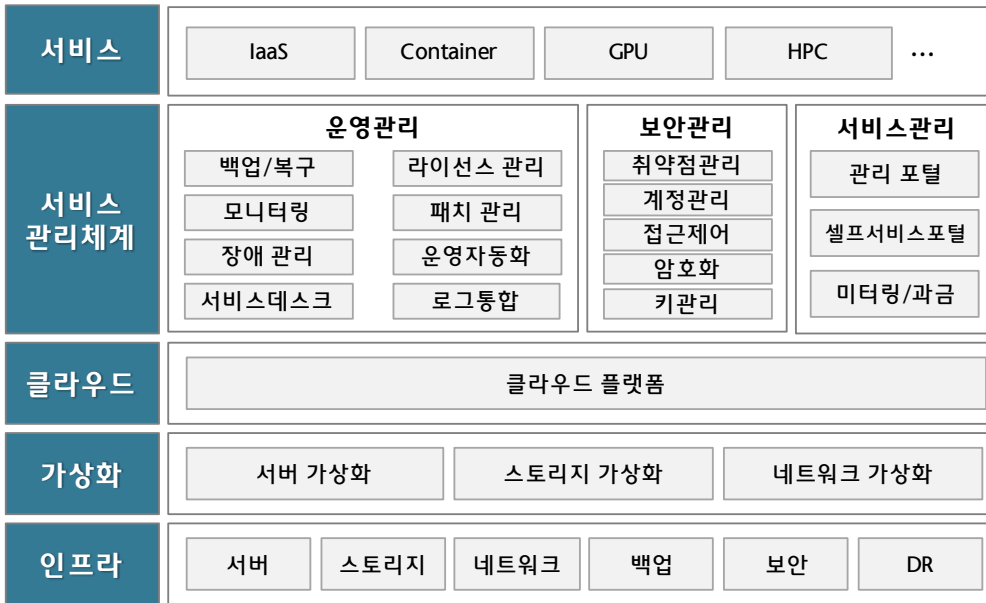 서비스
IaaS
Container
GPU
HPC
...
서비스
관리체계
운영관리
백업/복구
라이선스 관리
모니터링
패치 관리
장애 관리
운영자동화
서비스데스크
로그통합
보안관리
취약점관리
계정관리
접근제어
암호화
키관리
서비스관리
관리 포털
셀프서비스포털
미터링/과금
클라우드
클라우드 플랫폼
가상화
서버 가상화
스토리지 가상화
네트워크 가상화
인프라
서버
스토리지
네트워크
백업
보안
DR